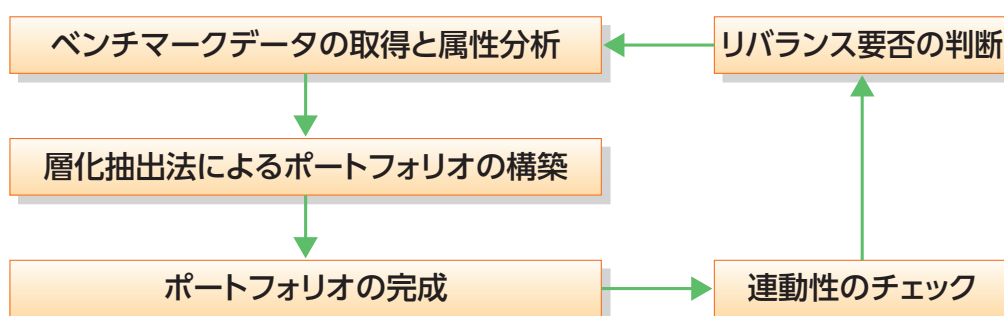 ベンチマークデータの取得と属性分析
リバランス要否の判断
層化抽出法によるポートフォリオの構築
ポートフォリオの完成
連動性のチェック